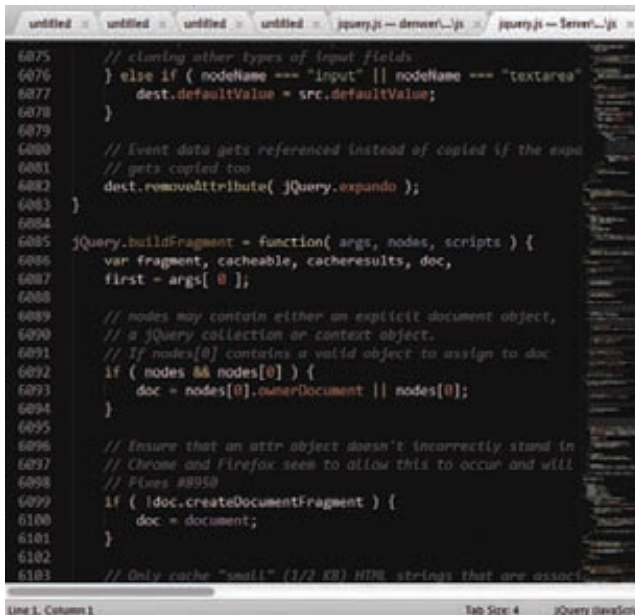 untitled × untitled × untitled × untitled × jquery.js — denwer\...\js × jquery.js — Server\...\js ×
6075 // cloning other types of input fields
6076 } else if ( nodeName === "input" || nodeName === "textarea"
6077 dest.defaultValue = src.defaultValue;
6078 }
6079
6080 // Event data gets referenced instead of copied if the expa
6081 // gets copied too
6082 dest.removeAttribute( jQuery.expando );
6083 }
6084
6085 jQuery.buildFragment = function( args, nodes, scripts ) {
6086 var fragment, cacheable, cacheresults, doc,
6087 first = args[ 0 ];
6088
6089 // nodes may contain either an explicit document object,
6090 // a jQuery collection or context object.
6091 // If nodes[0] contains a valid object to assign to doc
6092 if ( nodes && nodes[0] ) {
6093 doc = nodes[0].ownerDocument || nodes[0];
6094 }
6095
6096 // Ensure that an attr object doesn't incorrectly stand in
6097 // Chrome and Firefox seem to allow this to occur and will
6098 // Fixes #8950
6099 if ( !doc.createDocumentFragment ) {
6100 doc = document;
6101 }
6102
6103 // Only cache "small" (1/2 KB) HTML strings that are associ
Line 1, Column 1 Tab Size: 4 jQuery (JavaScri